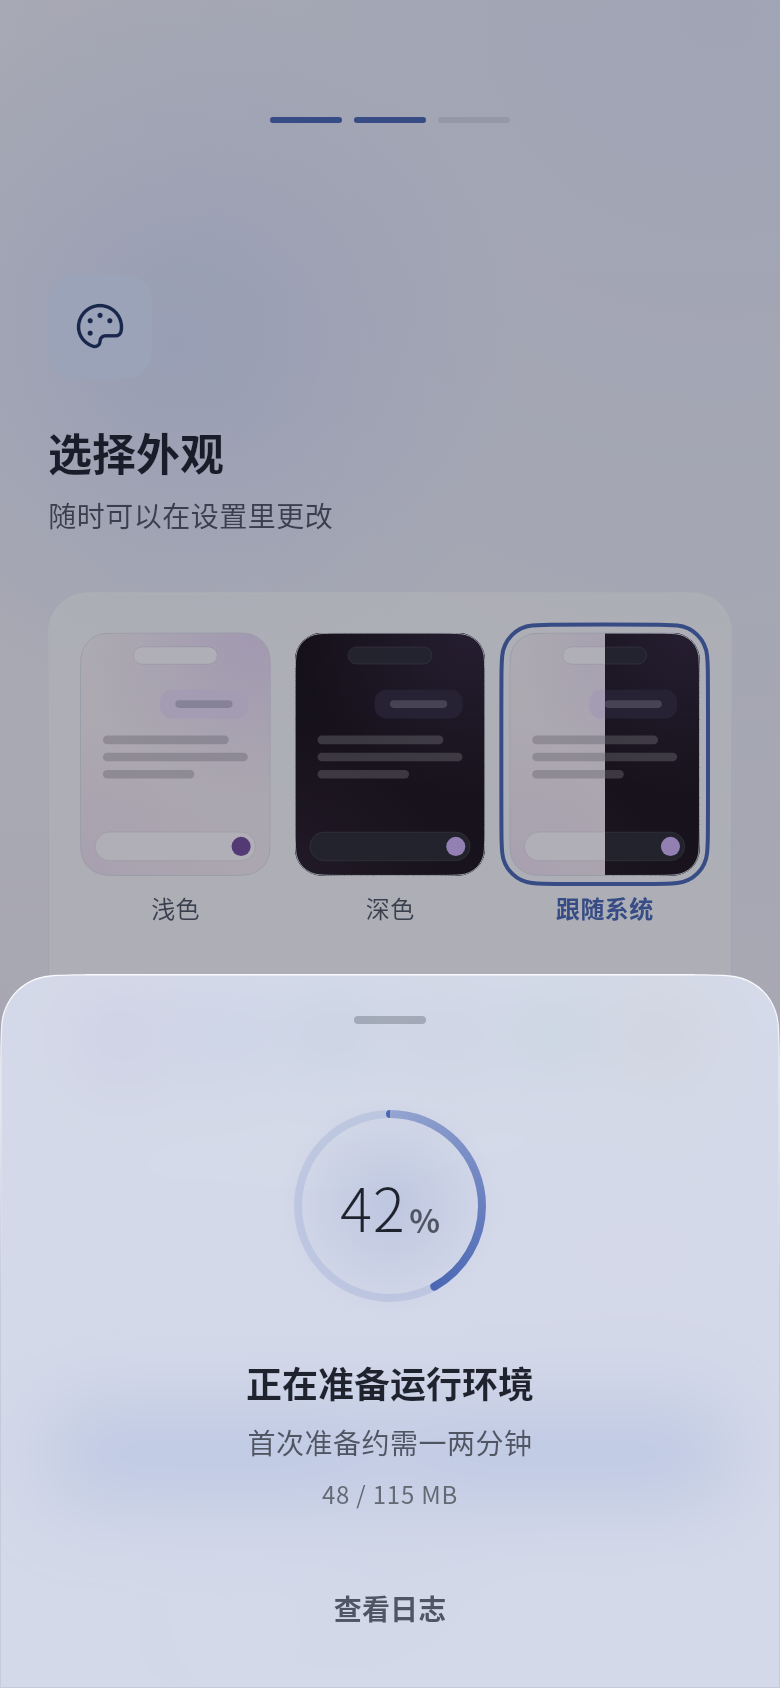 选择外观
随时可以在设置里更改
浅色
深色
跟随系统
42%
正在准备运行环境
首次准备约需一两分钟
48 / 115 MB
查看日志